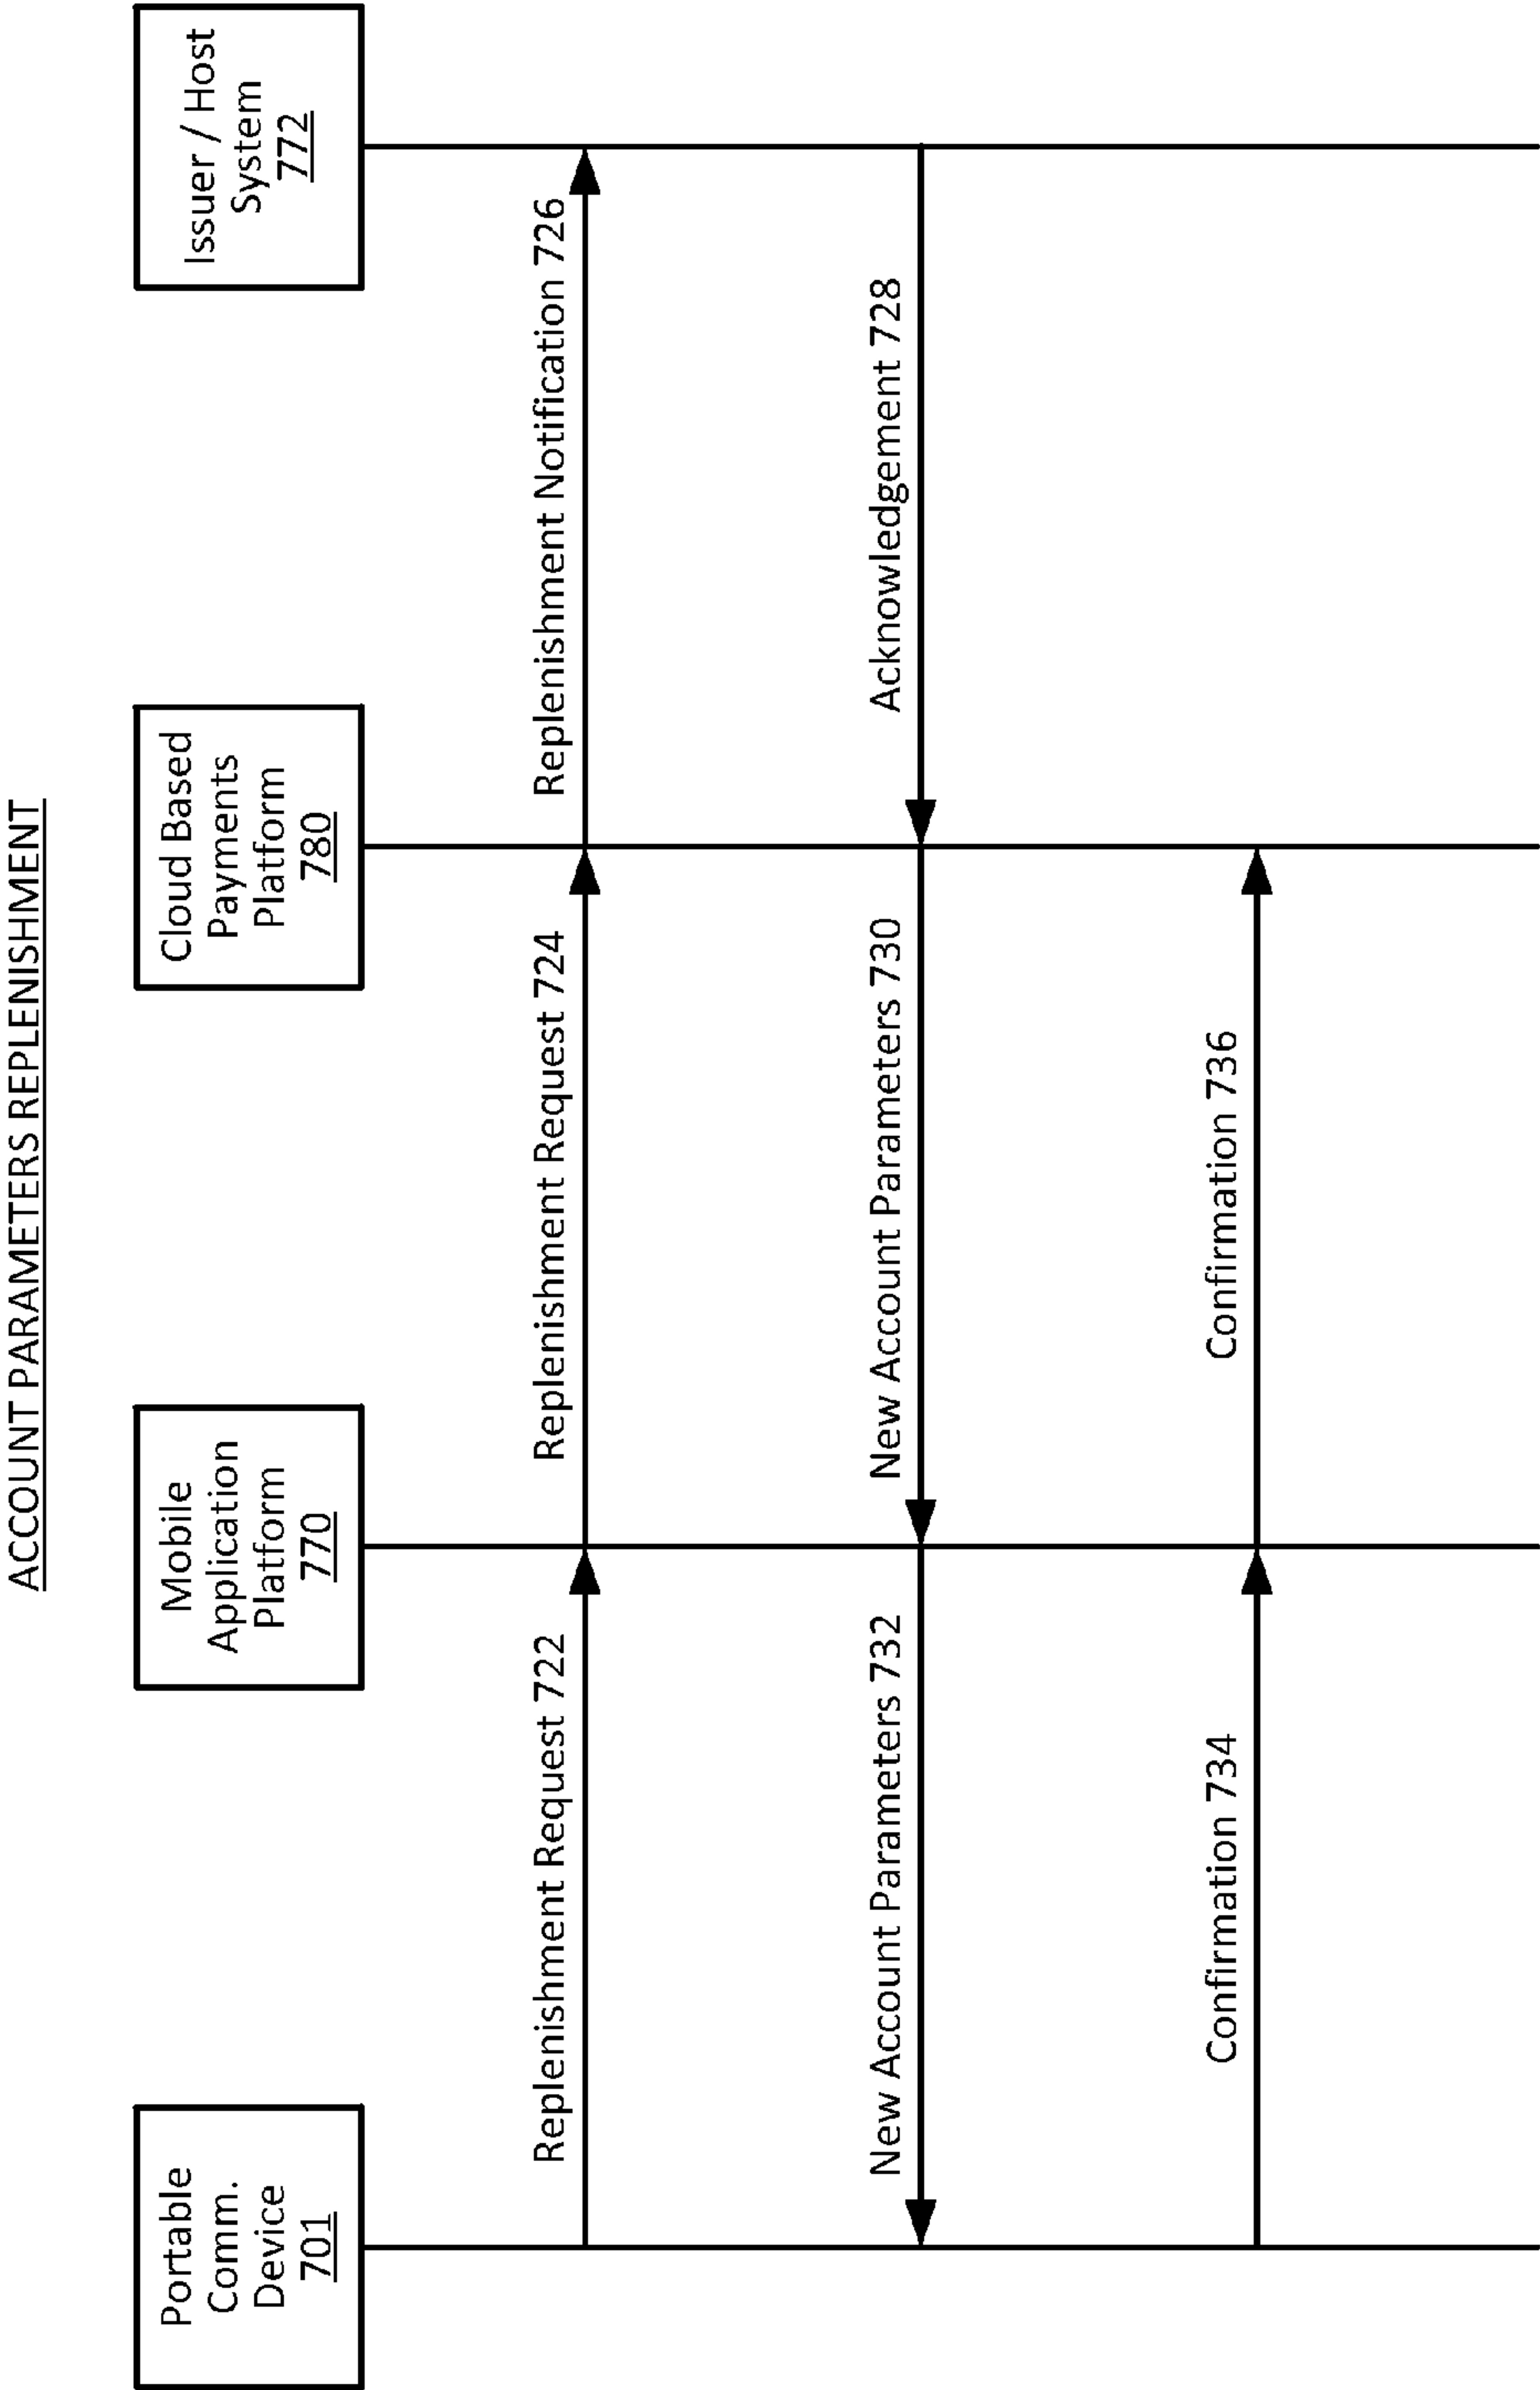 ACCOUNT PARAMETERS REPLENISHMENT
Portable
Comm.
Device
701
Mobile
Application
Platform
770
Cloud Based
Payments
Platform
780
Issuer / Host
System
772
Replenishment Request 722
Replenishment Request 724
Replenishment Notification 726
New Account Parameters 732
New Account Parameters 730
Acknowledgement 728
Confirmation 734
Confirmation 736